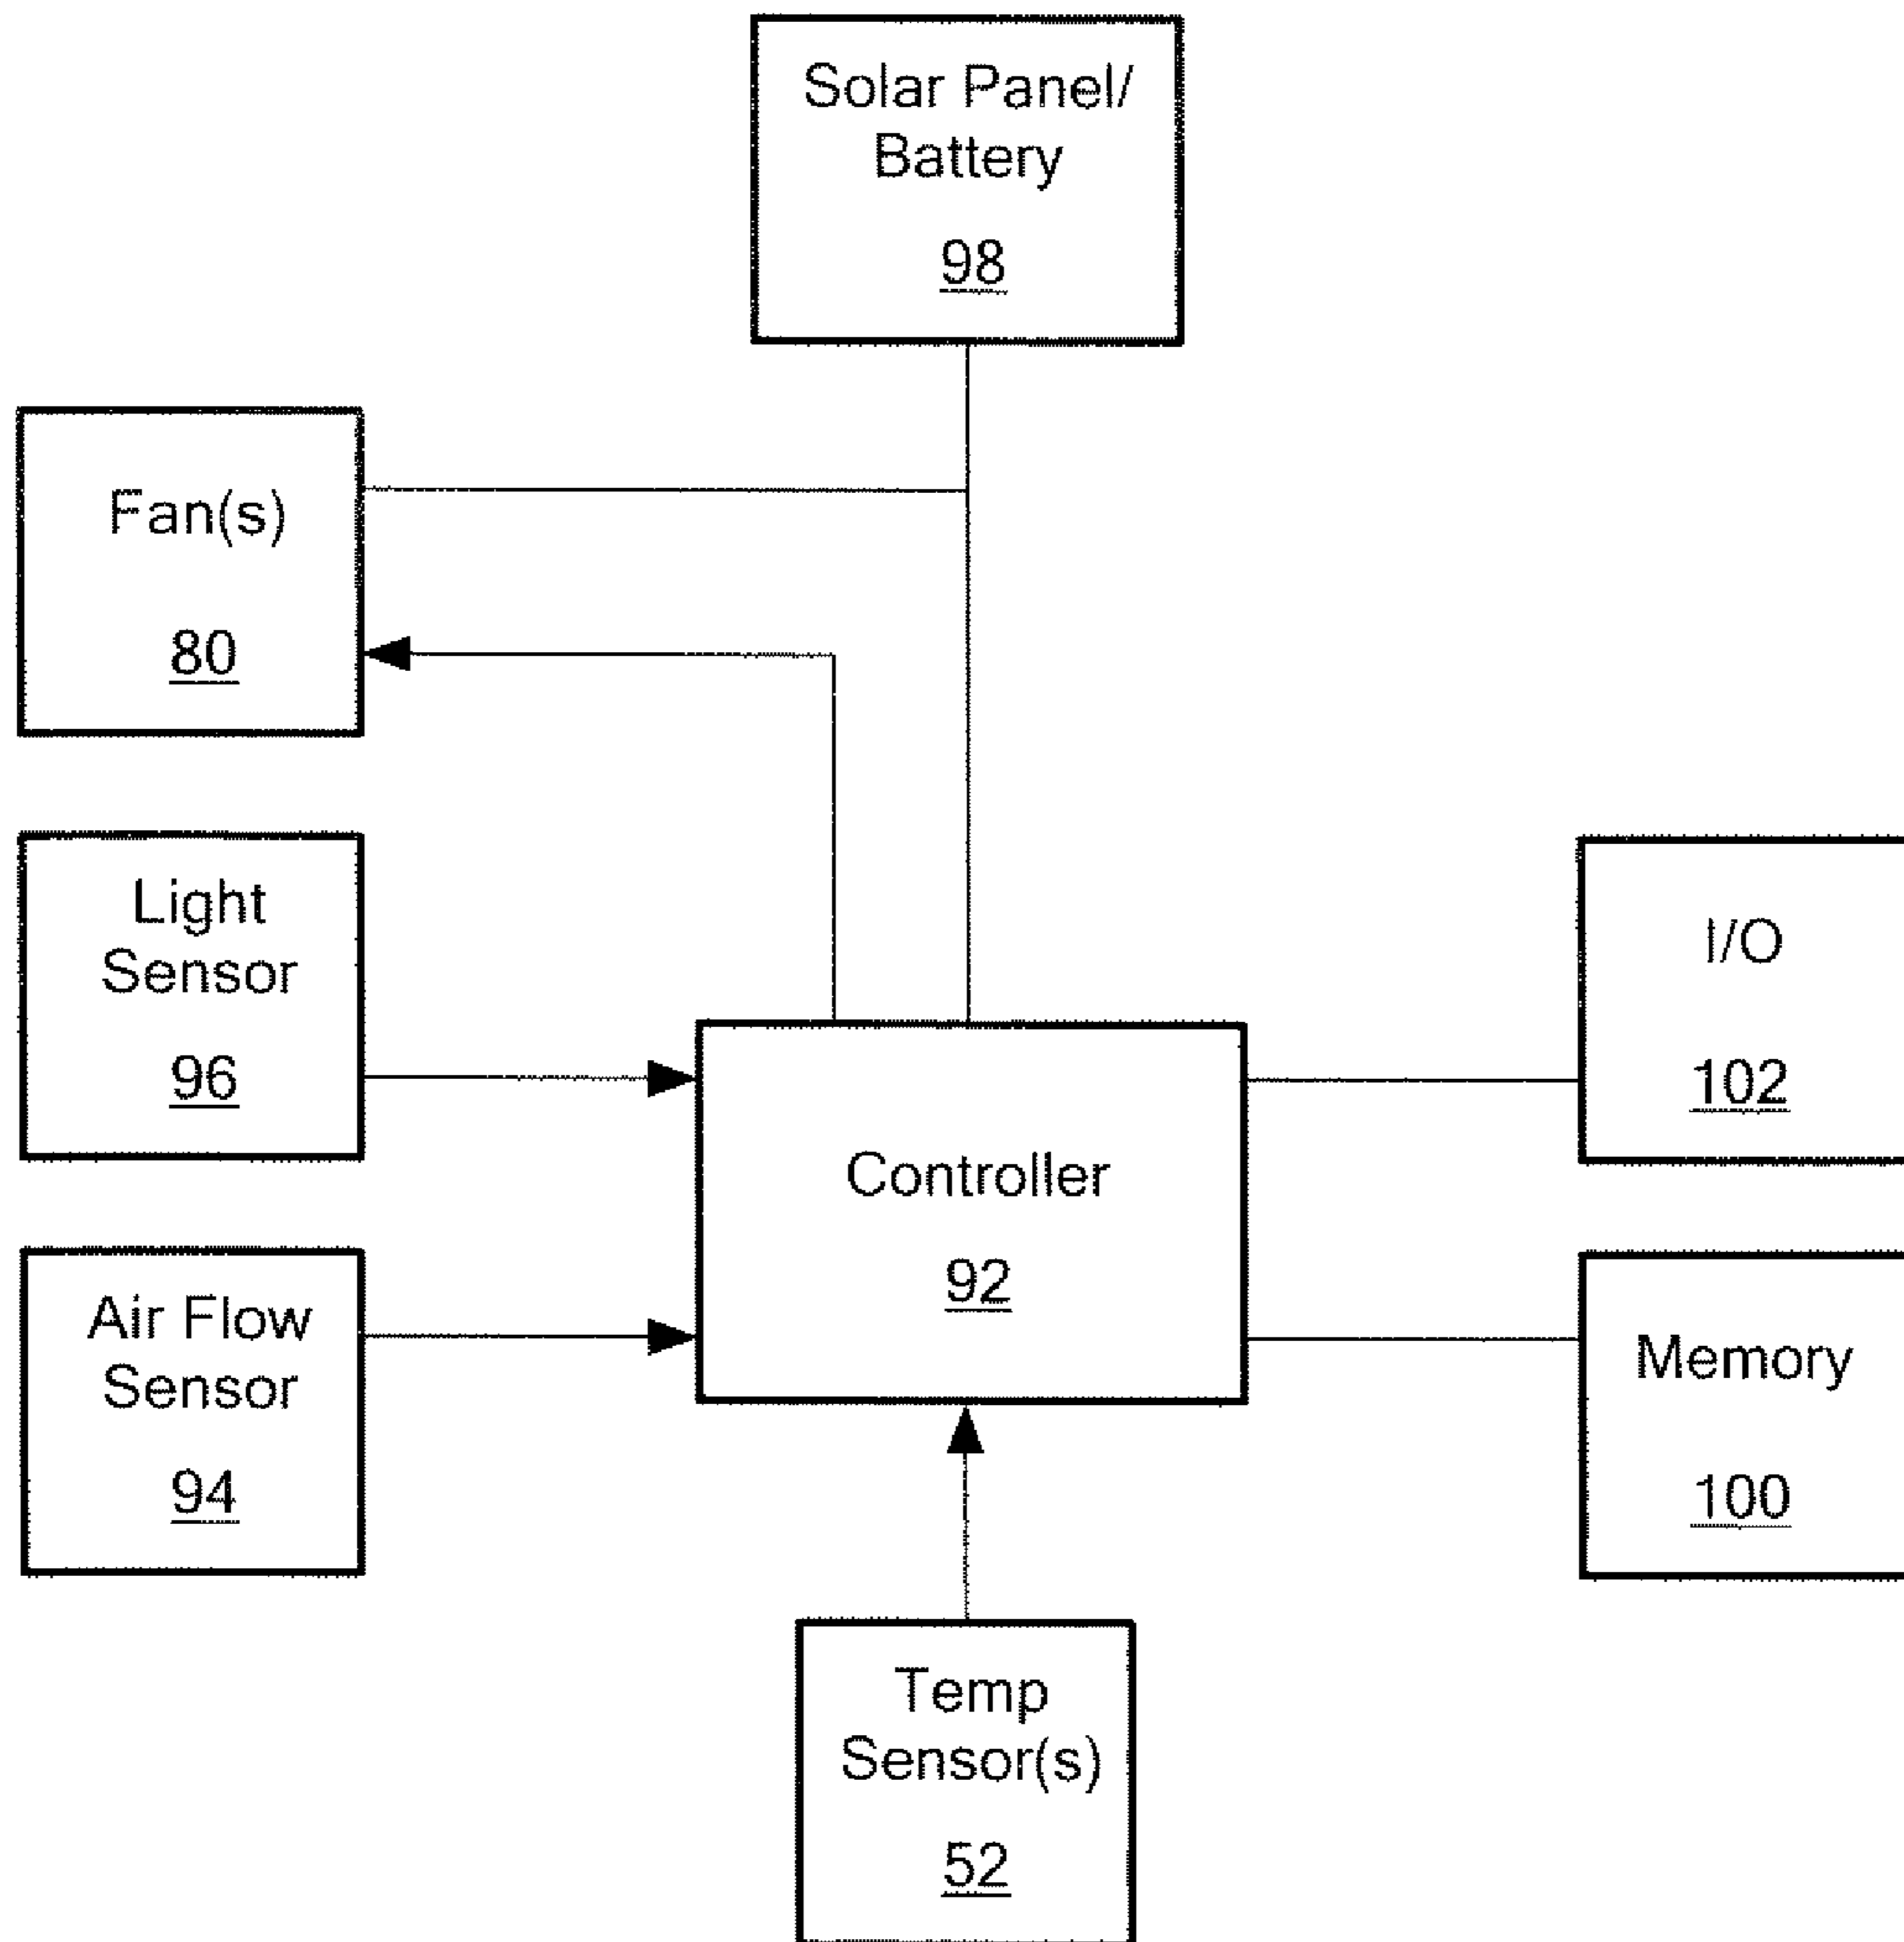 Solar Panel/
Battery
98
Fan(s)
80
Light
Sensor
96
I/O
102
Controller
92
Air Flow
Sensor
94
Memory
100
Temp
Sensor(s)
52